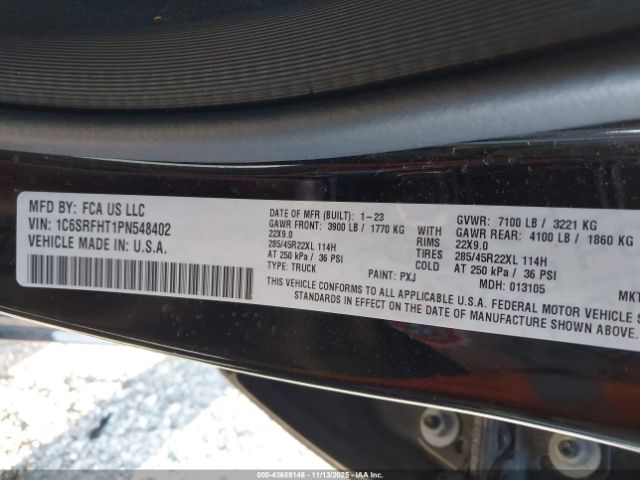 MFD BY: FCA US LLC
VIN: 1C6SRFHT1PN548402
VEHICLE MADE IN: U.S.A.
DATE OF MFR (BUILT): 1-23
GAWR FRONT: 3900 LB / 1770 KG WITH
22X9.0 RIMS
285/45R22XL 114H TIRES
AT 250 kPa / 36 PSI COLD
TYPE: TRUCK
PAINT: PXJ
GVWR: 7100 LB / 3221 KG
GAWR REAR: 4100 LB / 1860 KG
22X9.0
285/45R22XL 114H
AT 250 kPa / 36 PSI
MDH: 013105
MKT
THIS VEHICLE CONFORMS TO ALL APPLICABLE U.S.A. FEDERAL MOTOR VEHICLE S
STANDARDS IN EFFECT ON THE DATE OF MANUFACTURE SHOWN ABOVE.
000-43689146 - 11/13/2025 - IAAI.COM